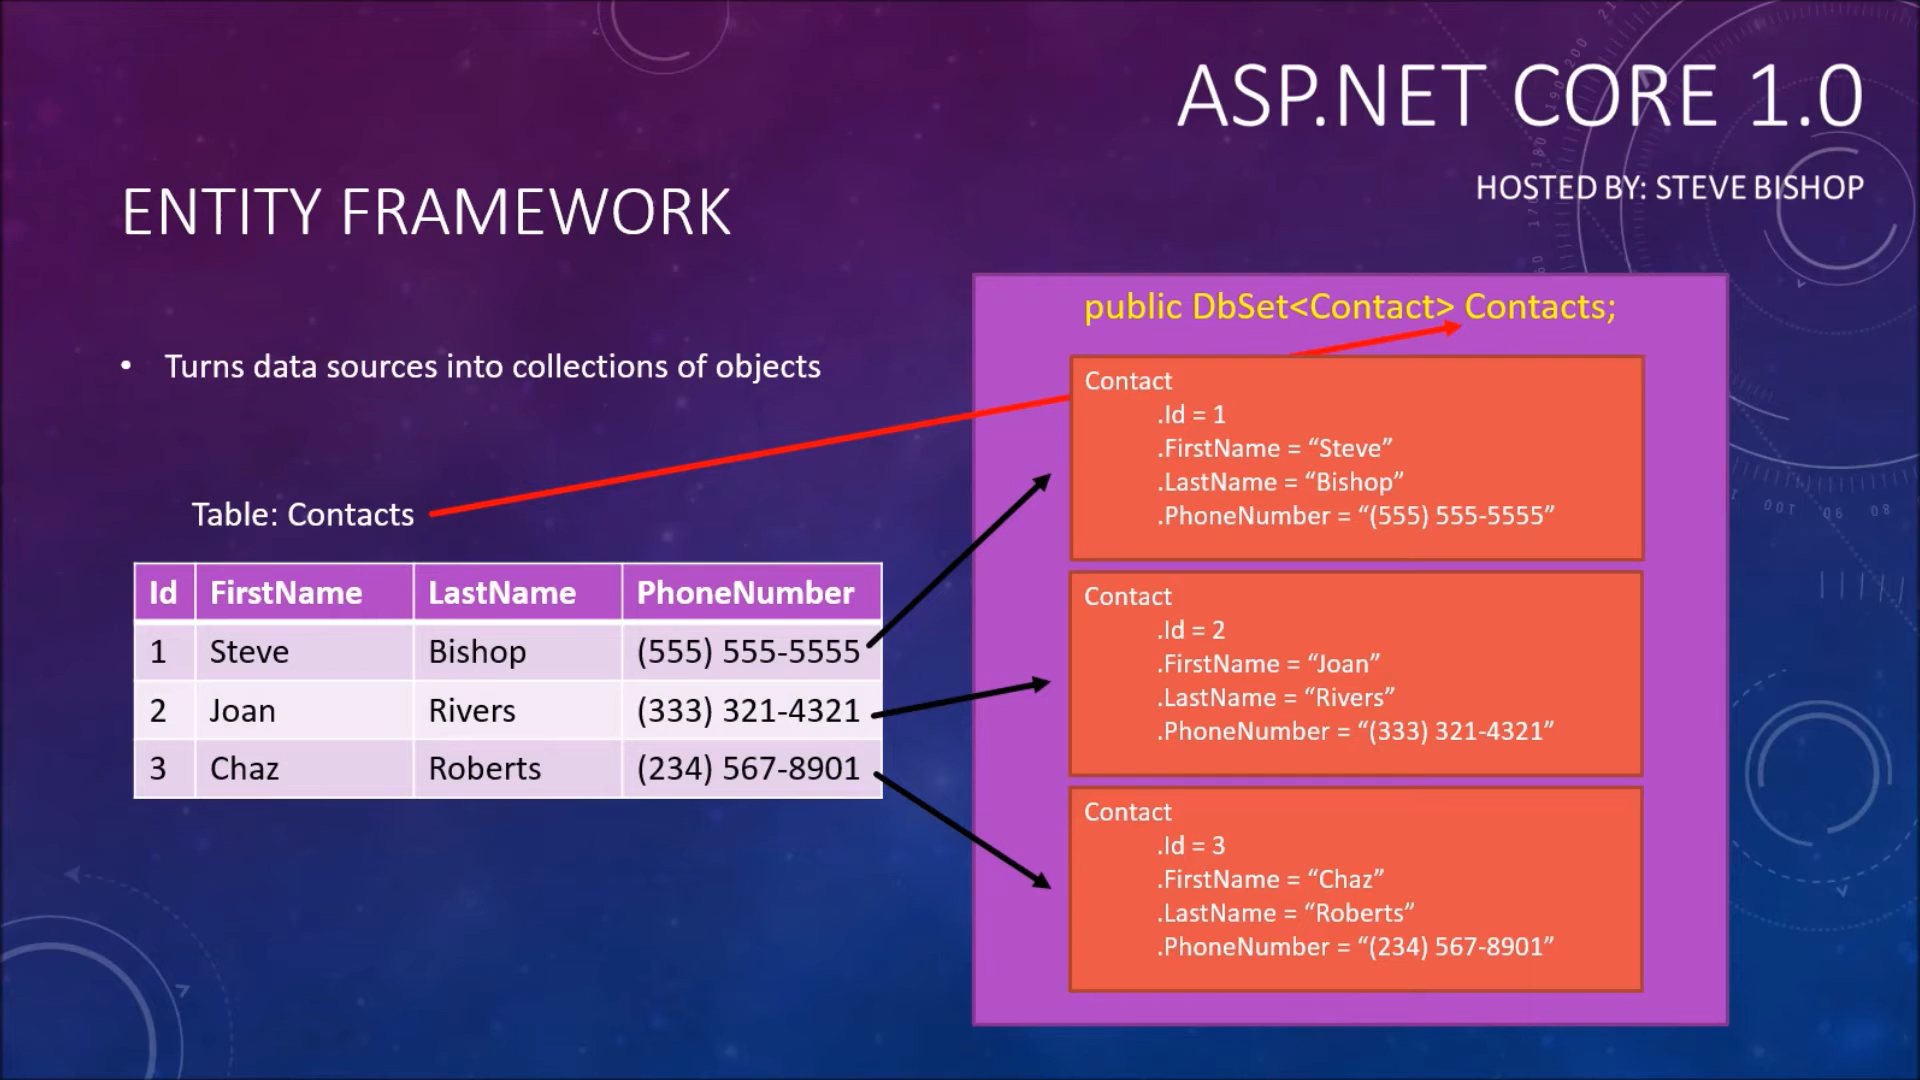 ASP.NET CORE 1.0
HOSTED BY: STEVE BISHOP
ENTITY FRAMEWORK
• Turns data sources into collections of objects
Table: Contacts
Id FirstName LastName PhoneNumber
1 Steve Bishop (555) 555-5555
2 Joan Rivers (333) 321-4321
3 Chaz Roberts (234) 567-8901
public DbSet<Contact> Contacts;
Contact
.Id = 1
.FirstName = “Steve”
.LastName = “Bishop”
.PhoneNumber = “(555) 555-5555”
Contact
.Id = 2
.FirstName = “Joan”
.LastName = “Rivers”
.PhoneNumber = “(333) 321-4321”
Contact
.Id = 3
.FirstName = “Chaz”
.LastName = “Roberts”
.PhoneNumber = “(234) 567-8901”